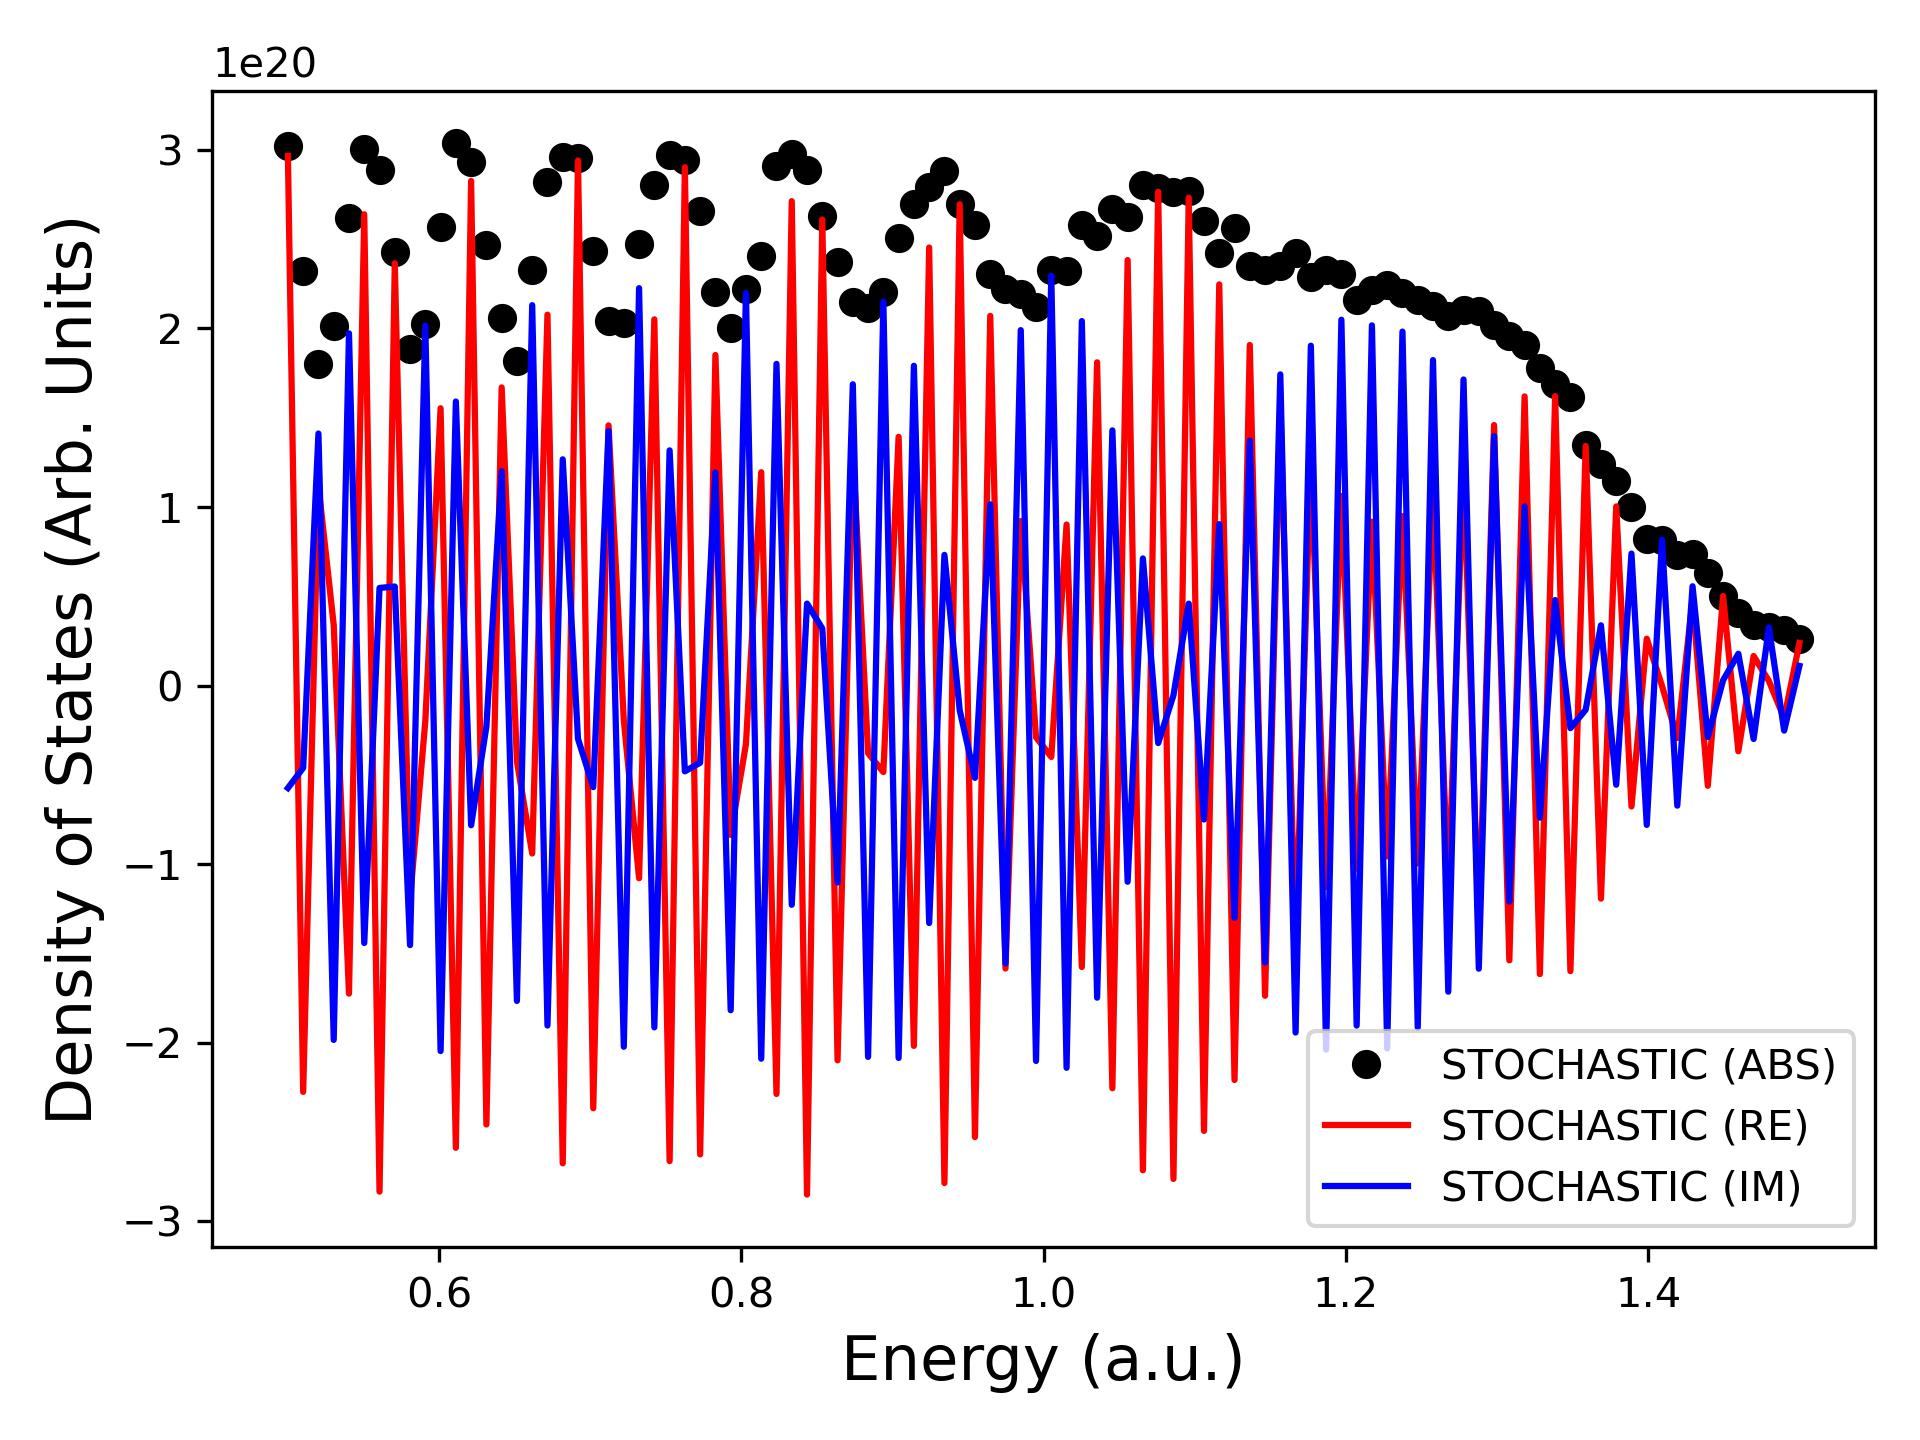 1e20
3
2
1
0
−1
−2
−3
Density of States (Arb. Units)
STOCHASTIC (ABS)
STOCHASTIC (RE)
STOCHASTIC (IM)
0.6 0.8 1.0 1.2 1.4
Energy (a.u.)